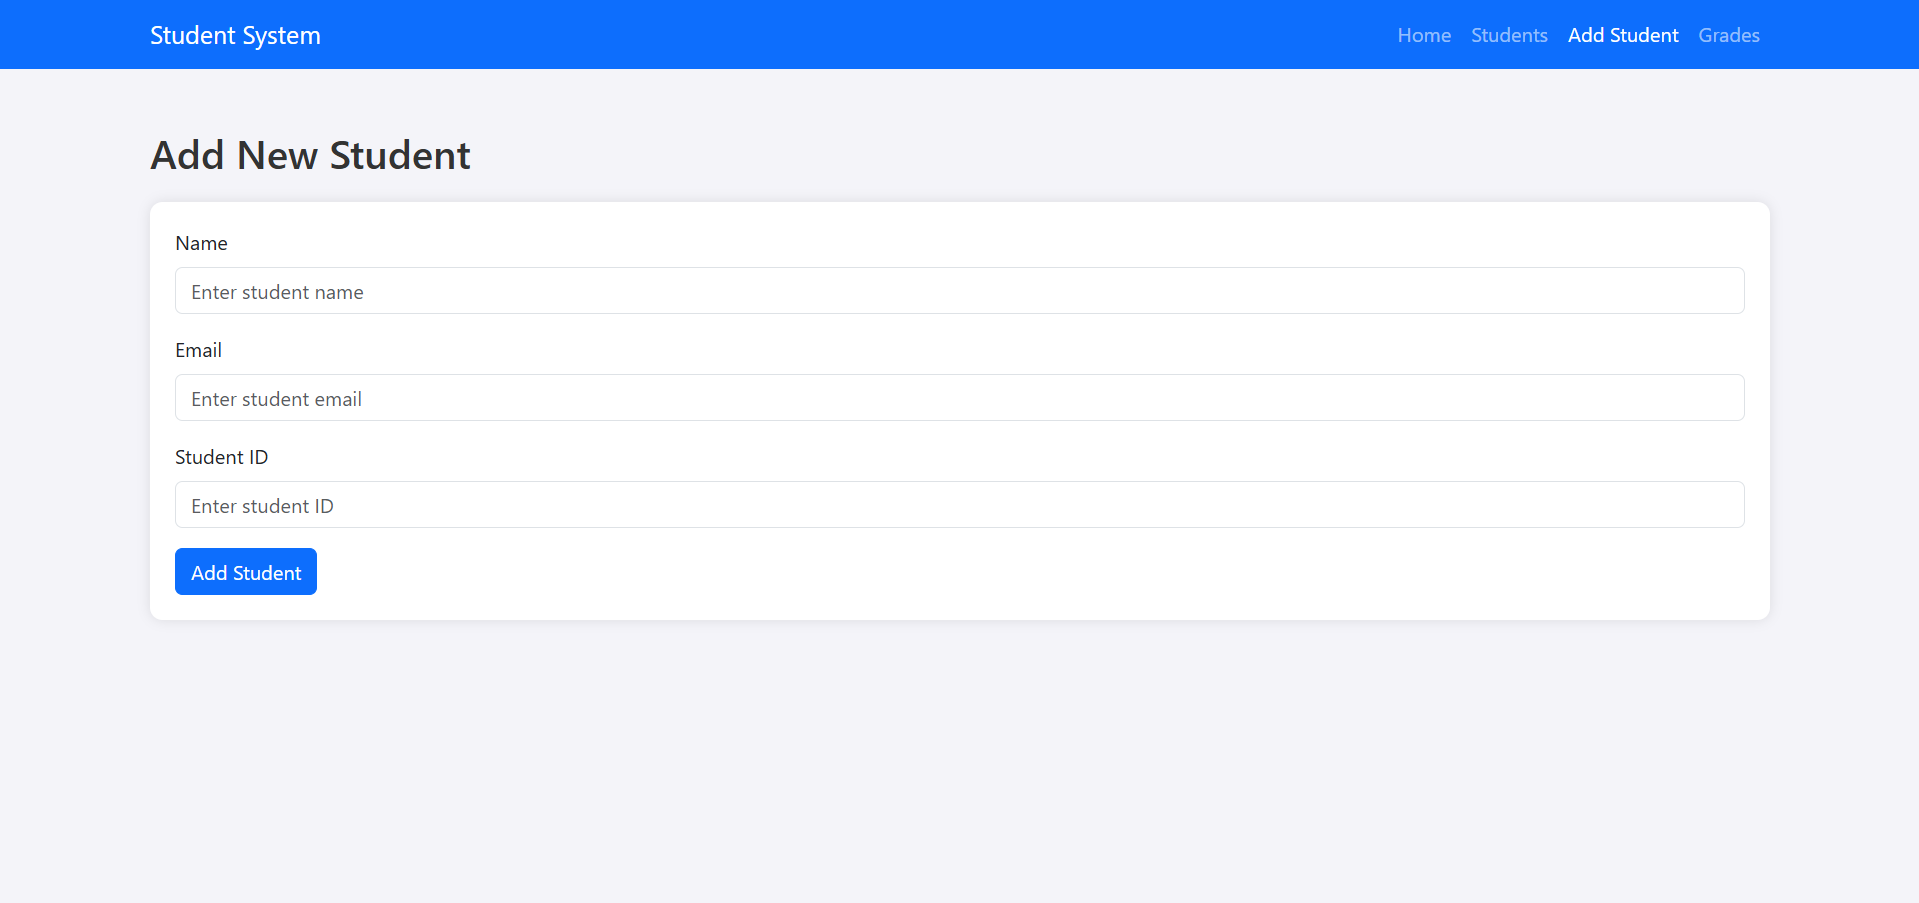 Student System
Home Students Add Student Grades
Add New Student
Name
Enter student name
Email
Enter student email
Student ID
Enter student ID
Add Student